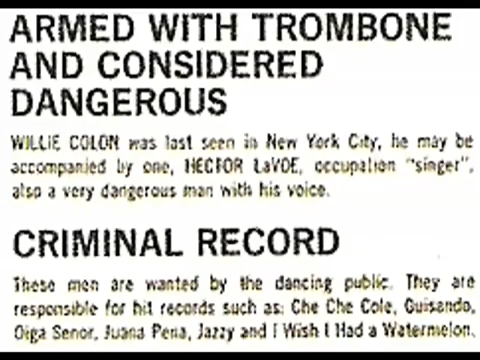 ARMED WITH TROMBONE
AND CONSIDERED
DANGEROUS
WILLIE COLON was last seen in New York City, he may be
accompanied by one, HECTOR LaVOE, occupation "singer",
also a very dangerous man with his voice.
CRIMINAL RECORD
These men are wanted by the dancing public. They are
responsible for hit records such as: Che Che Cole, Guisando,
Oiga Senor, Juana Pena, Jazzy and I Wish I Had a Watermelon.